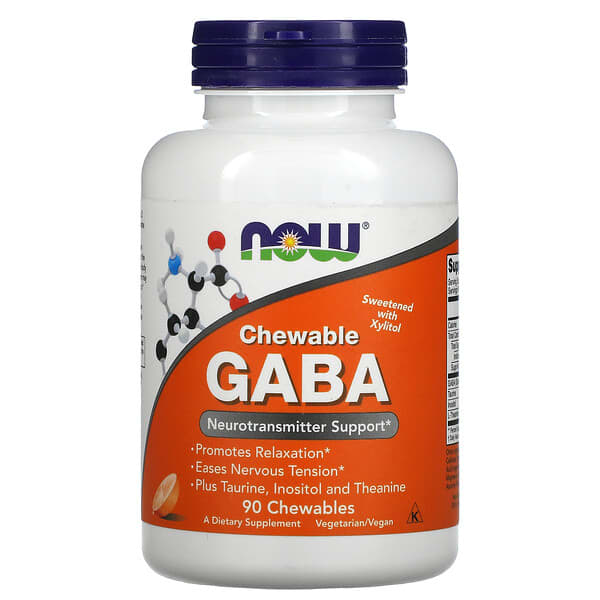 now®
Sweetened
with
Xylitol
Chewable
GABA
Neurotransmitter Support*
• Promotes Relaxation*
• Eases Nervous Tension*
• Plus Taurine, Inositol and Theanine
90 Chewables
A Dietary Supplement Vegetarian/Vegan
K